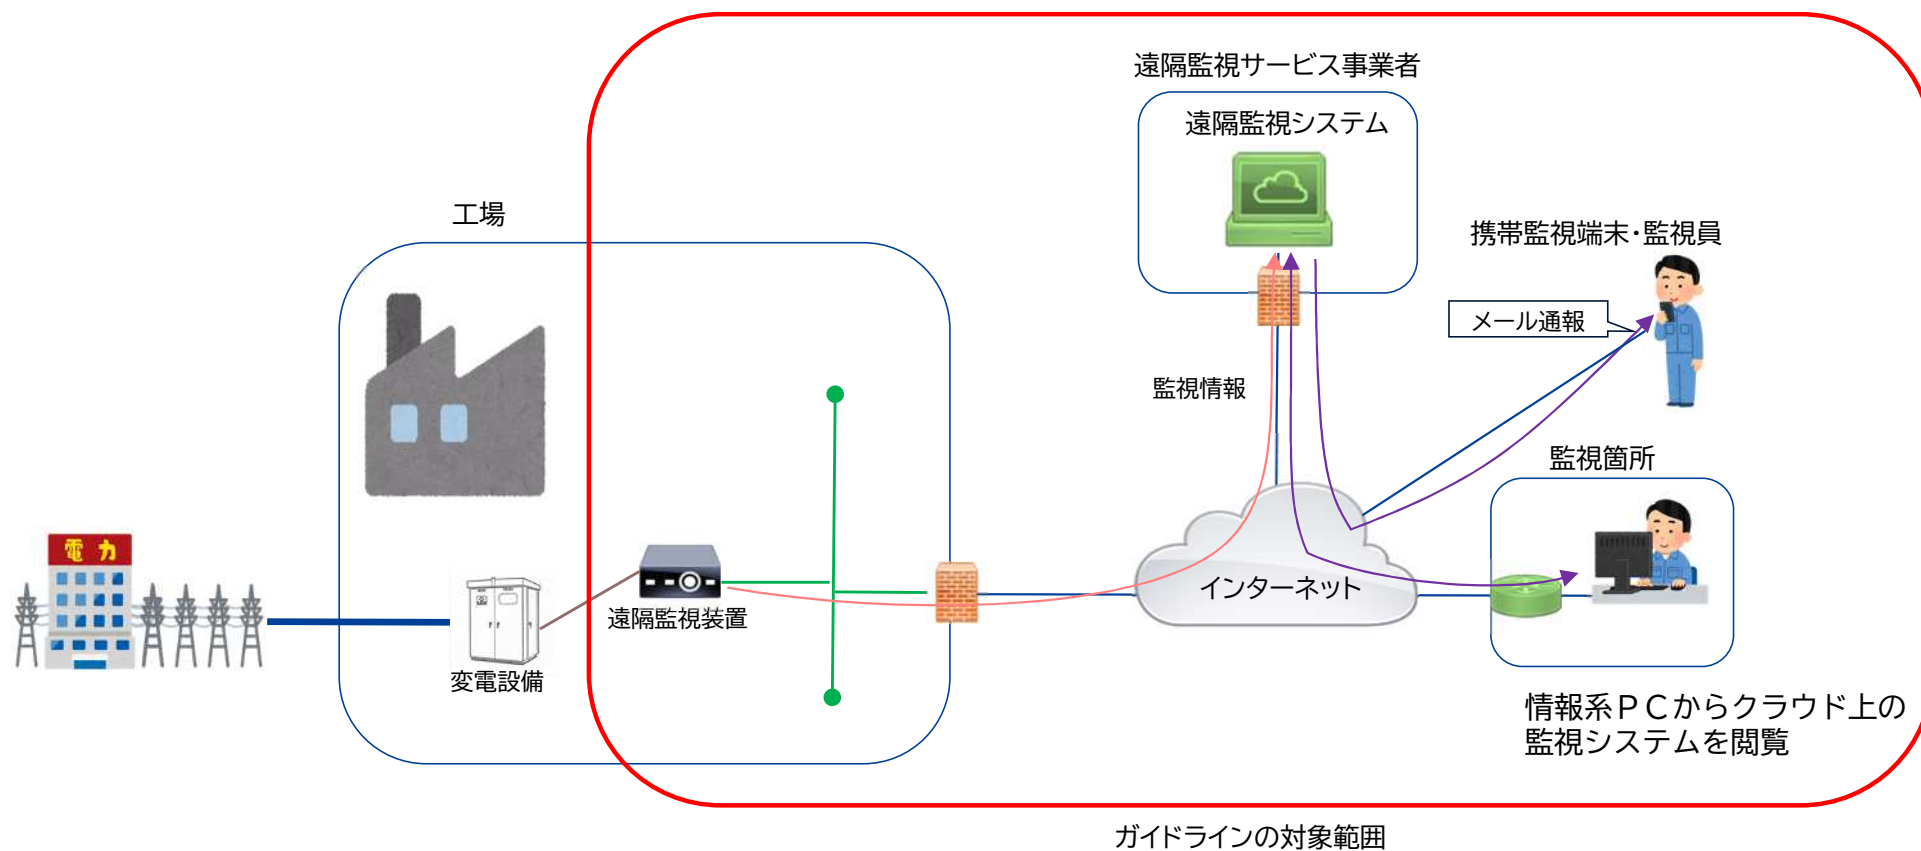 遠隔監視サービス事業者
遠隔監視システム
工場
携帯監視端末・監視員
メール通報
監視情報
監視箇所
電力
インターネット
遠隔監視装置
変電設備
情報系ＰＣからクラウド上の
監視システムを閲覧
ガイドラインの対象範囲